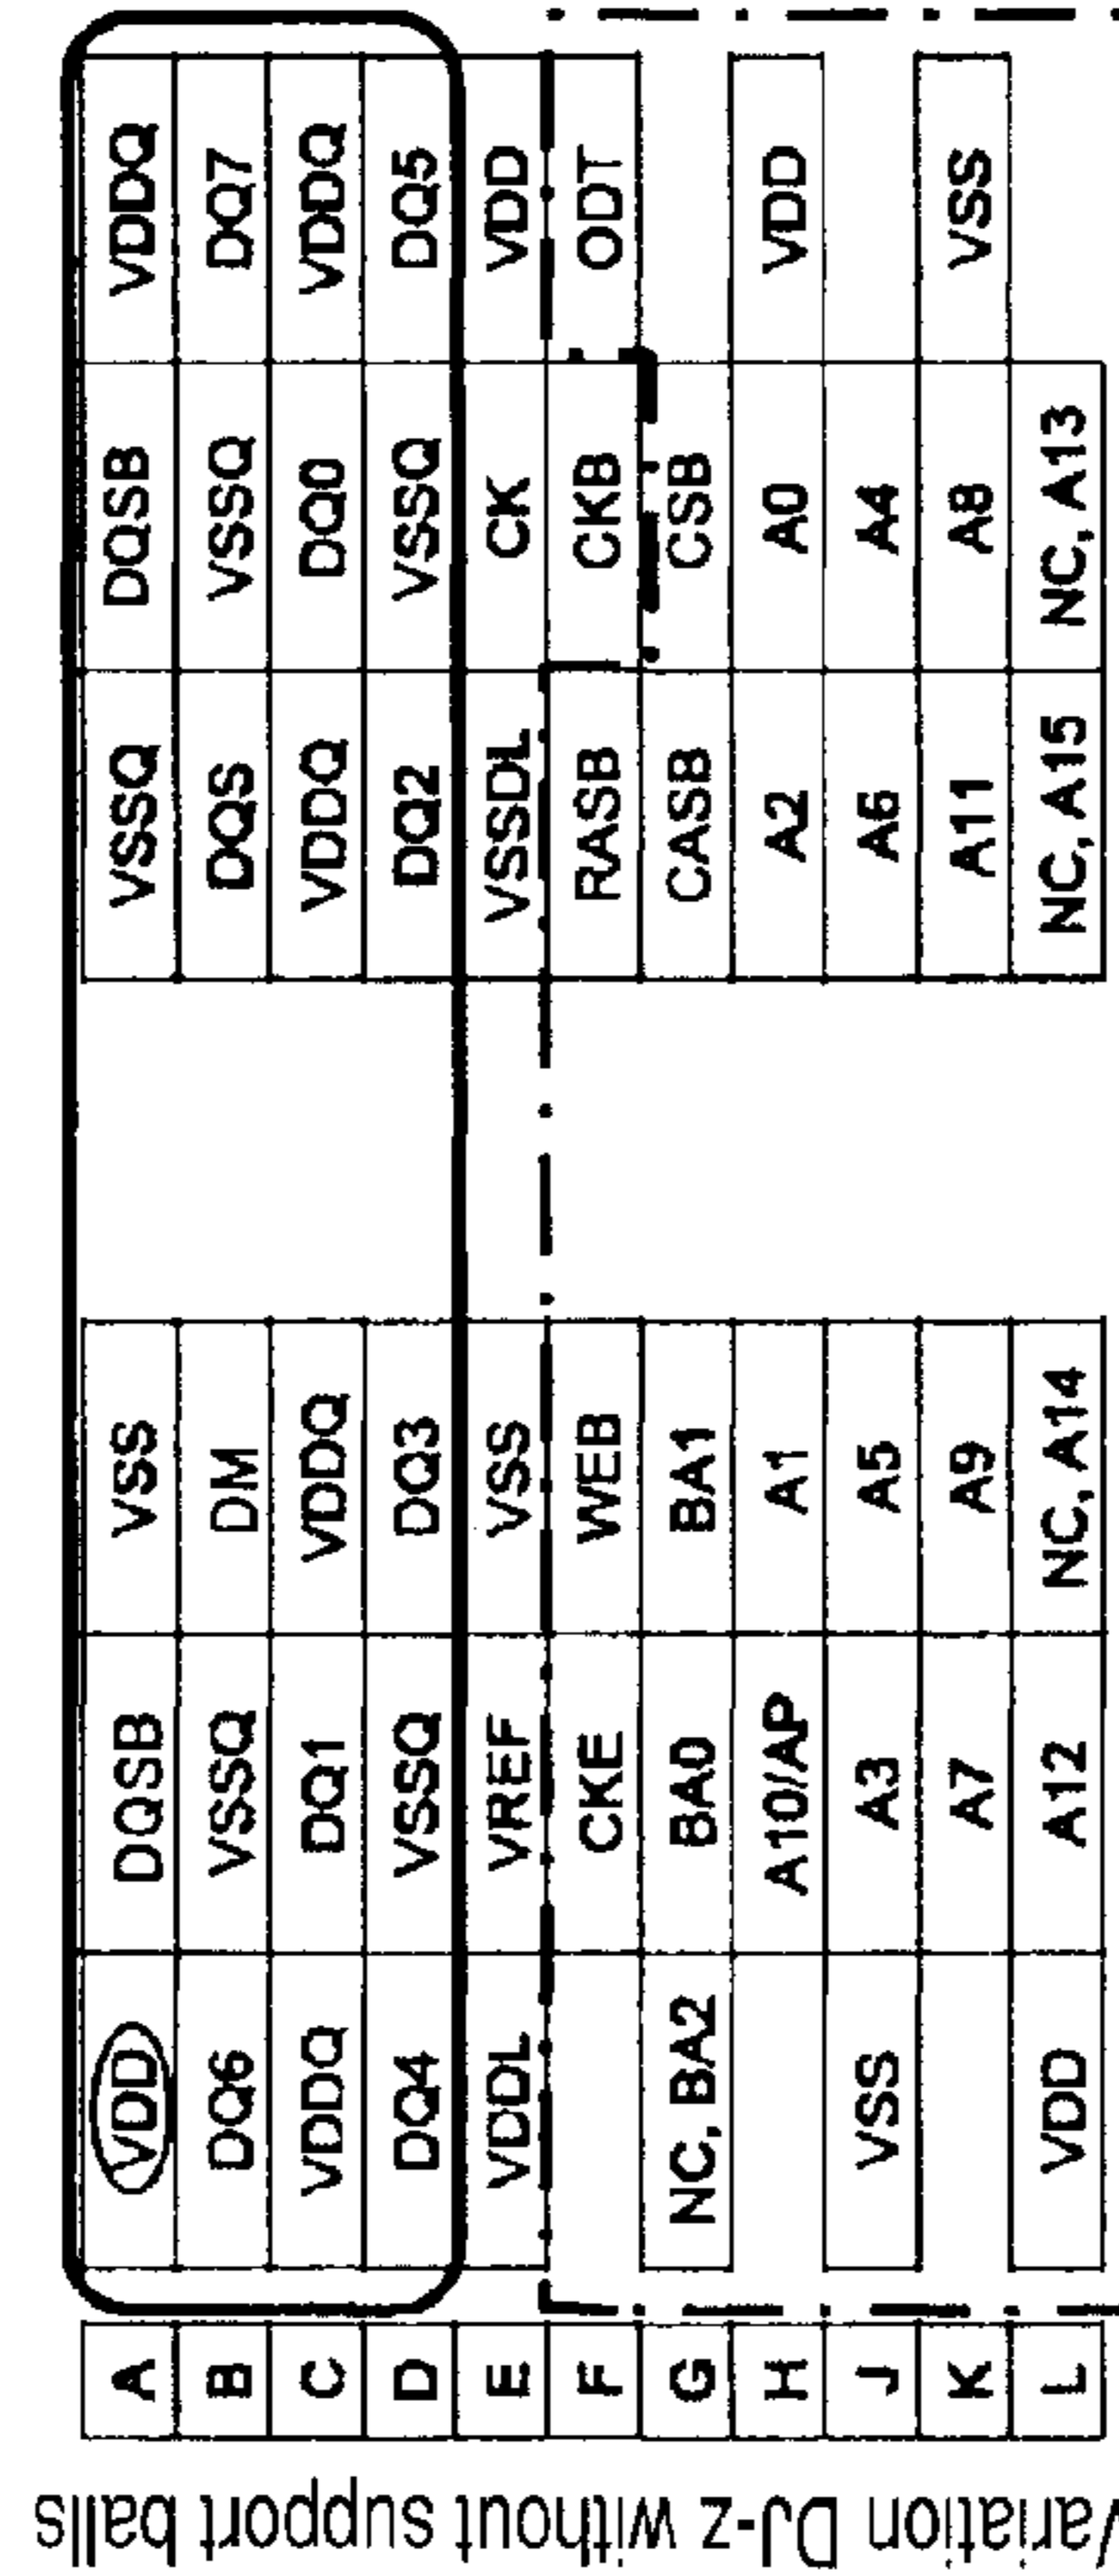 Variation DJ-z without support balls
A VDD DQSB VSS VSSQ DQSB VDDQ
B DQ6 VSSQ DM DQS VSSQ DQ7
C VDDQ DQ1 VDDQ VDDQ DQ0 VDDQ
D DQ4 VSSQ DQ3 DQ2 VSSQ DQ5
E VDDL VREF VSS VSSDL CK VDD
F CKE WEB RASB CKB ODT
G NC, BA2 BA0 BA1 CASB CSB
H A10/AP A1 A2 A0 VDD
J VSS A3 A5 A6 A4
K A7 A9 A11 A8 VSS
L VDD A12 NC, A14 NC, A15 NC, A13